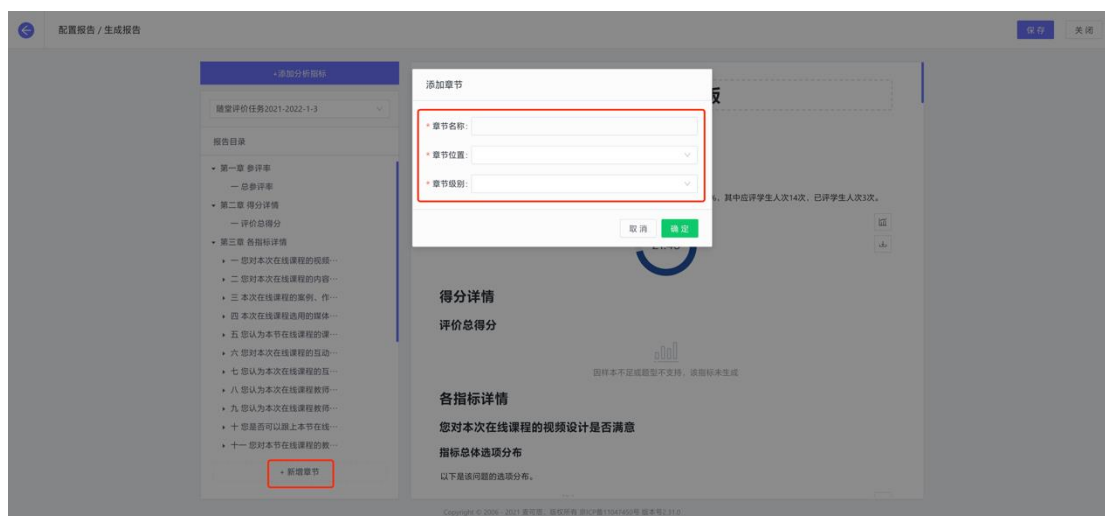 配置报告 / 生成报告
保存
关闭
+添加分析指标
随堂评价任务2021-2022-1-3
报告目录
第一章 参评率
一 总参评率
第二章 得分详情
一 评价总得分
第三章 各指标详情
一 您对本次在线课程的视频…
二 您对本次在线课程的内容…
三 本次在线课程的案例、作…
四 本次在线课程选用的媒体…
五 您认为本节在线课程的课…
六 您对本次在线课程的互动…
七 您认为本次在线课程的互…
八 您认为本次在线课程教师…
九 您认为本次在线课程教师…
十 您是否可以跟上本节在线…
十一 您对本节在线课程的教…
+ 新增章节
添加章节
* 章节名称:
* 章节位置:
* 章节级别:
取消
确定
版
其中应评学生人次14次，已评学生人次3次。
得分详情
评价总得分
因样本不足或题型不支持，该指标未生成
各指标详情
您对本次在线课程的视频设计是否满意
指标总体选项分布
以下是该问题的选项分布。